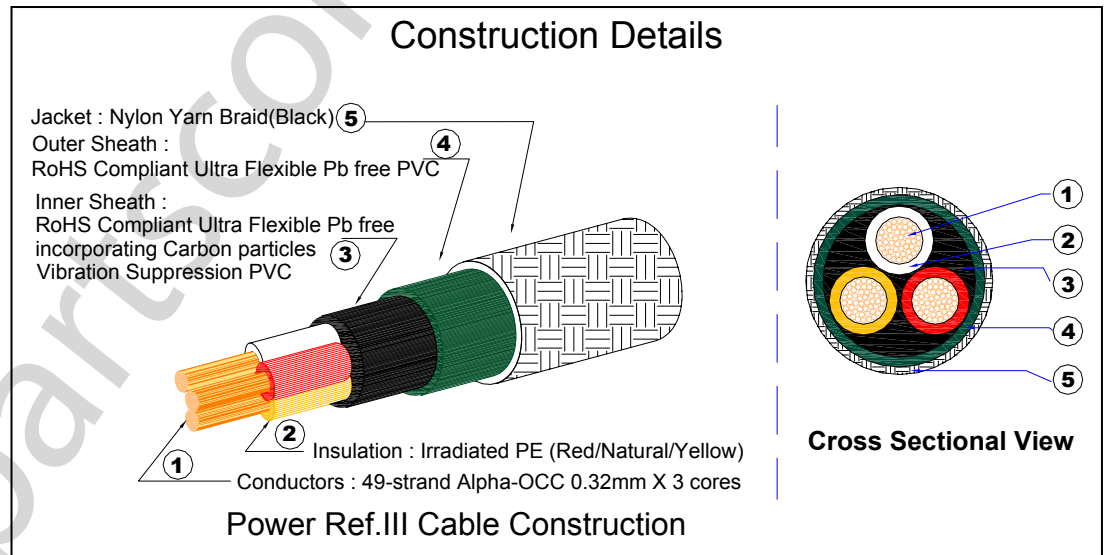 Construction Details
Jacket : Nylon Yarn Braid(Black) 5
Outer Sheath :
RoHS Compliant Ultra Flexible Pb free PVC
4
Inner Sheath :
RoHS Compliant Ultra Flexible Pb free
incorporating Carbon particles
Vibration Suppression PVC
3
2
Insulation : Irradiated PE (Red/Natural/Yellow)
1
Conductors : 49-strand Alpha-OCC 0.32mm X 3 cores
Power Ref.III Cable Construction
1
2
3
4
5
Cross Sectional View
partscon